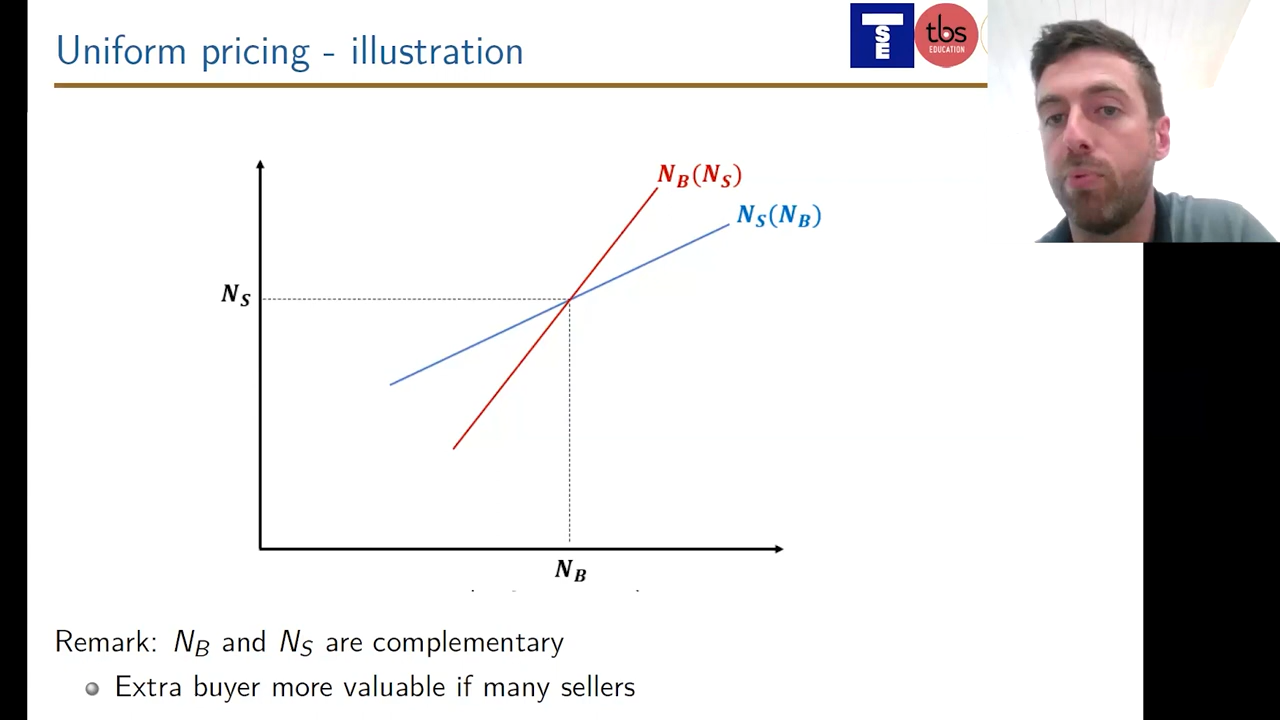 Uniform pricing - illustration
TSE
tbs
EDUCATION
N_B(N_S)
N_S(N_B)
N_S
N_B
Remark: N_B and N_S are complementary
Extra buyer more valuable if many sellers